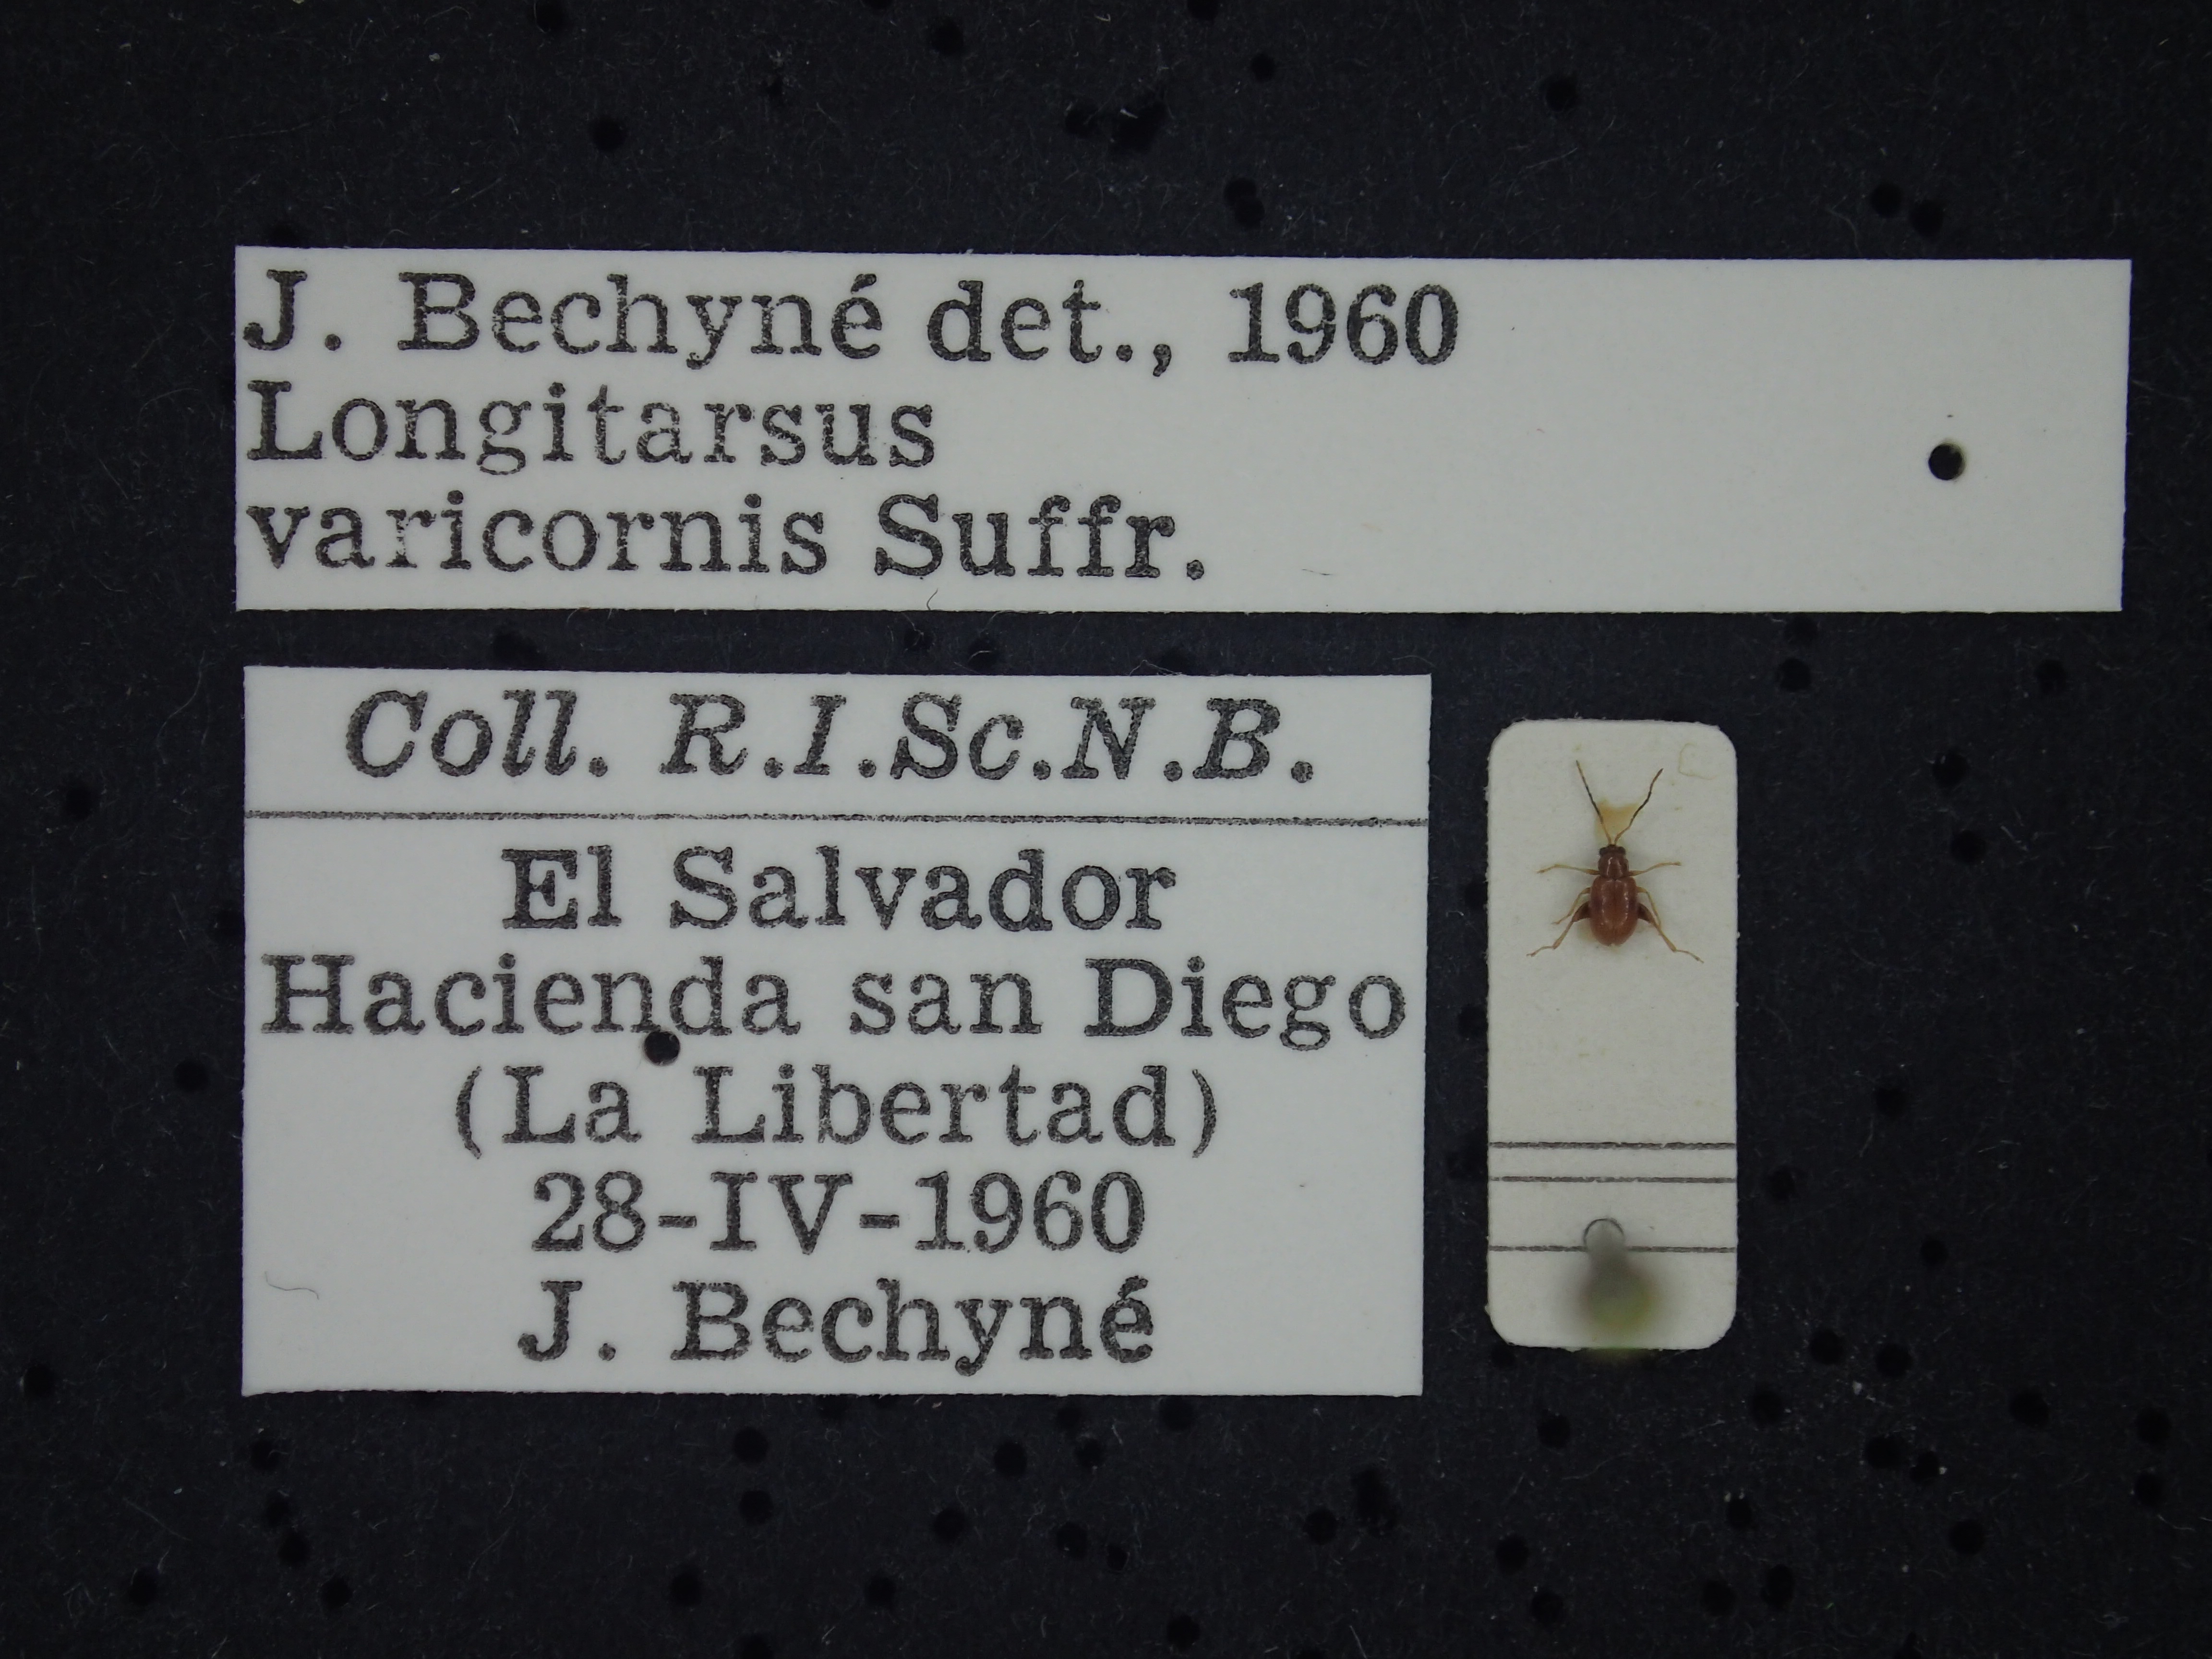 J. Bechyné det., 1960
Longitarsus
varicornis Suffr.
Coll. R.I.Sc.N.B.
El Salvador
Hacienda san Diego
(La Libertad)
28-IV-1960
J. Bechyné